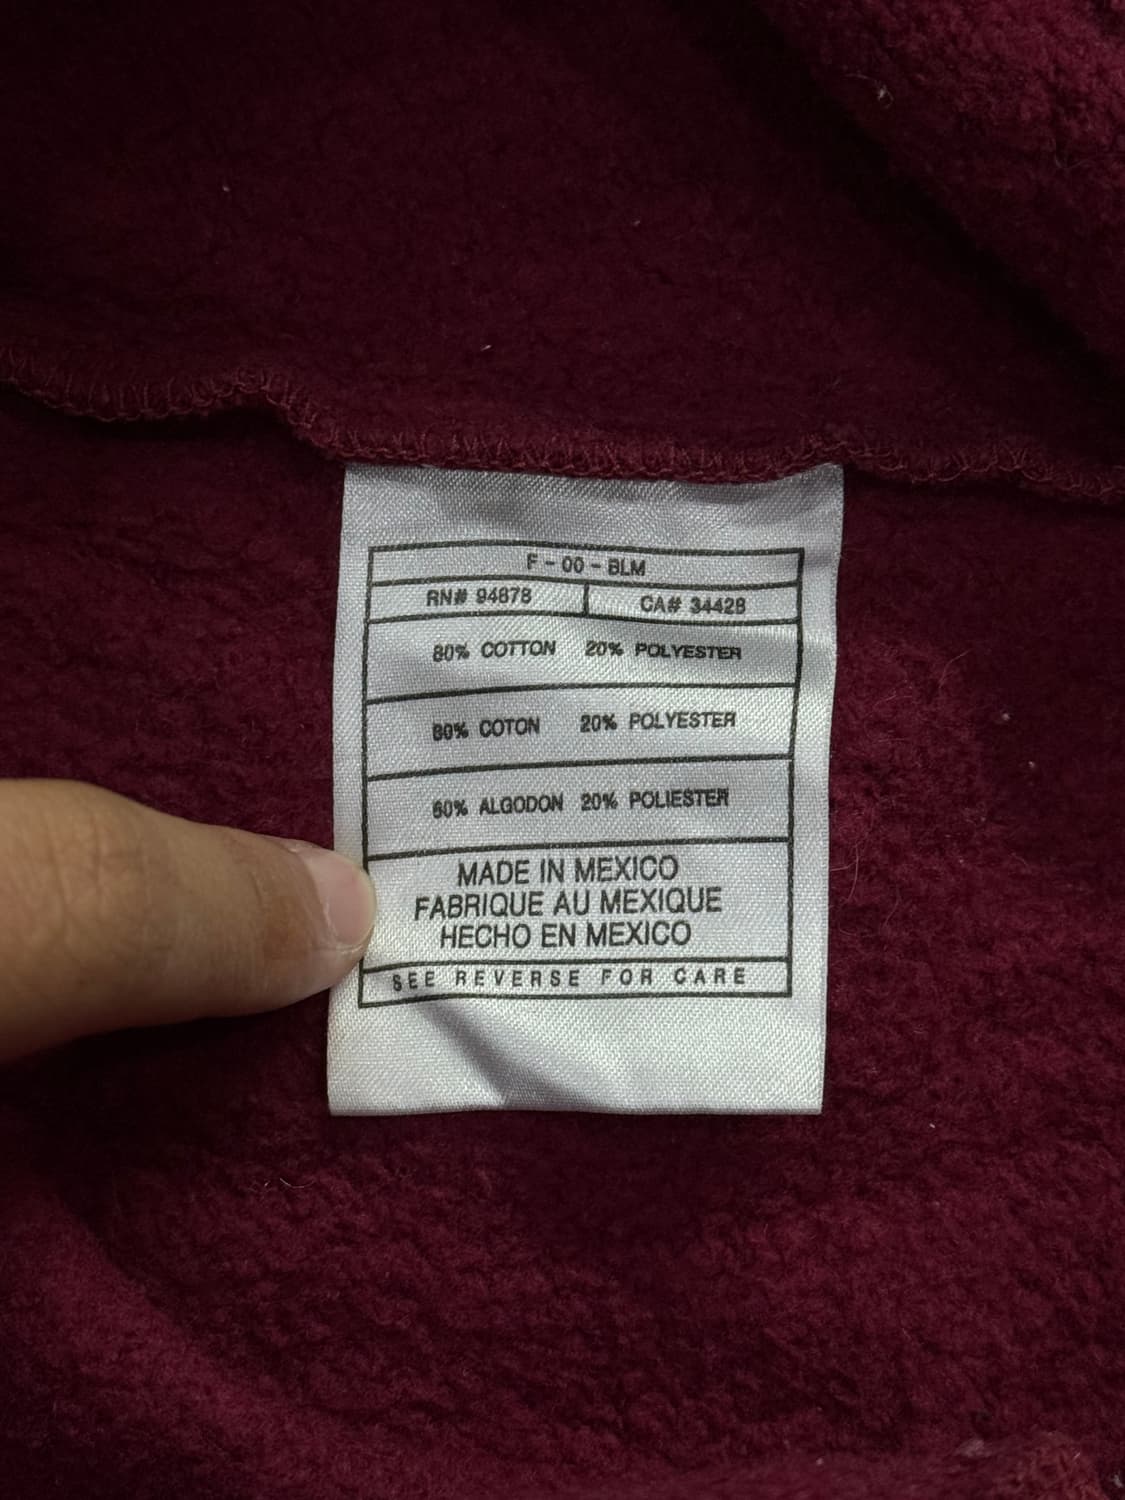 F - 00 - BLM
RN# 94878 CA# 34428
80% COTTON 20% POLYESTER
80% COTON 20% POLYESTER
80% ALGODON 20% POLIESTER
MADE IN MEXICO
FABRIQUE AU MEXIQUE
HECHO EN MEXICO
SEE REVERSE FOR CARE